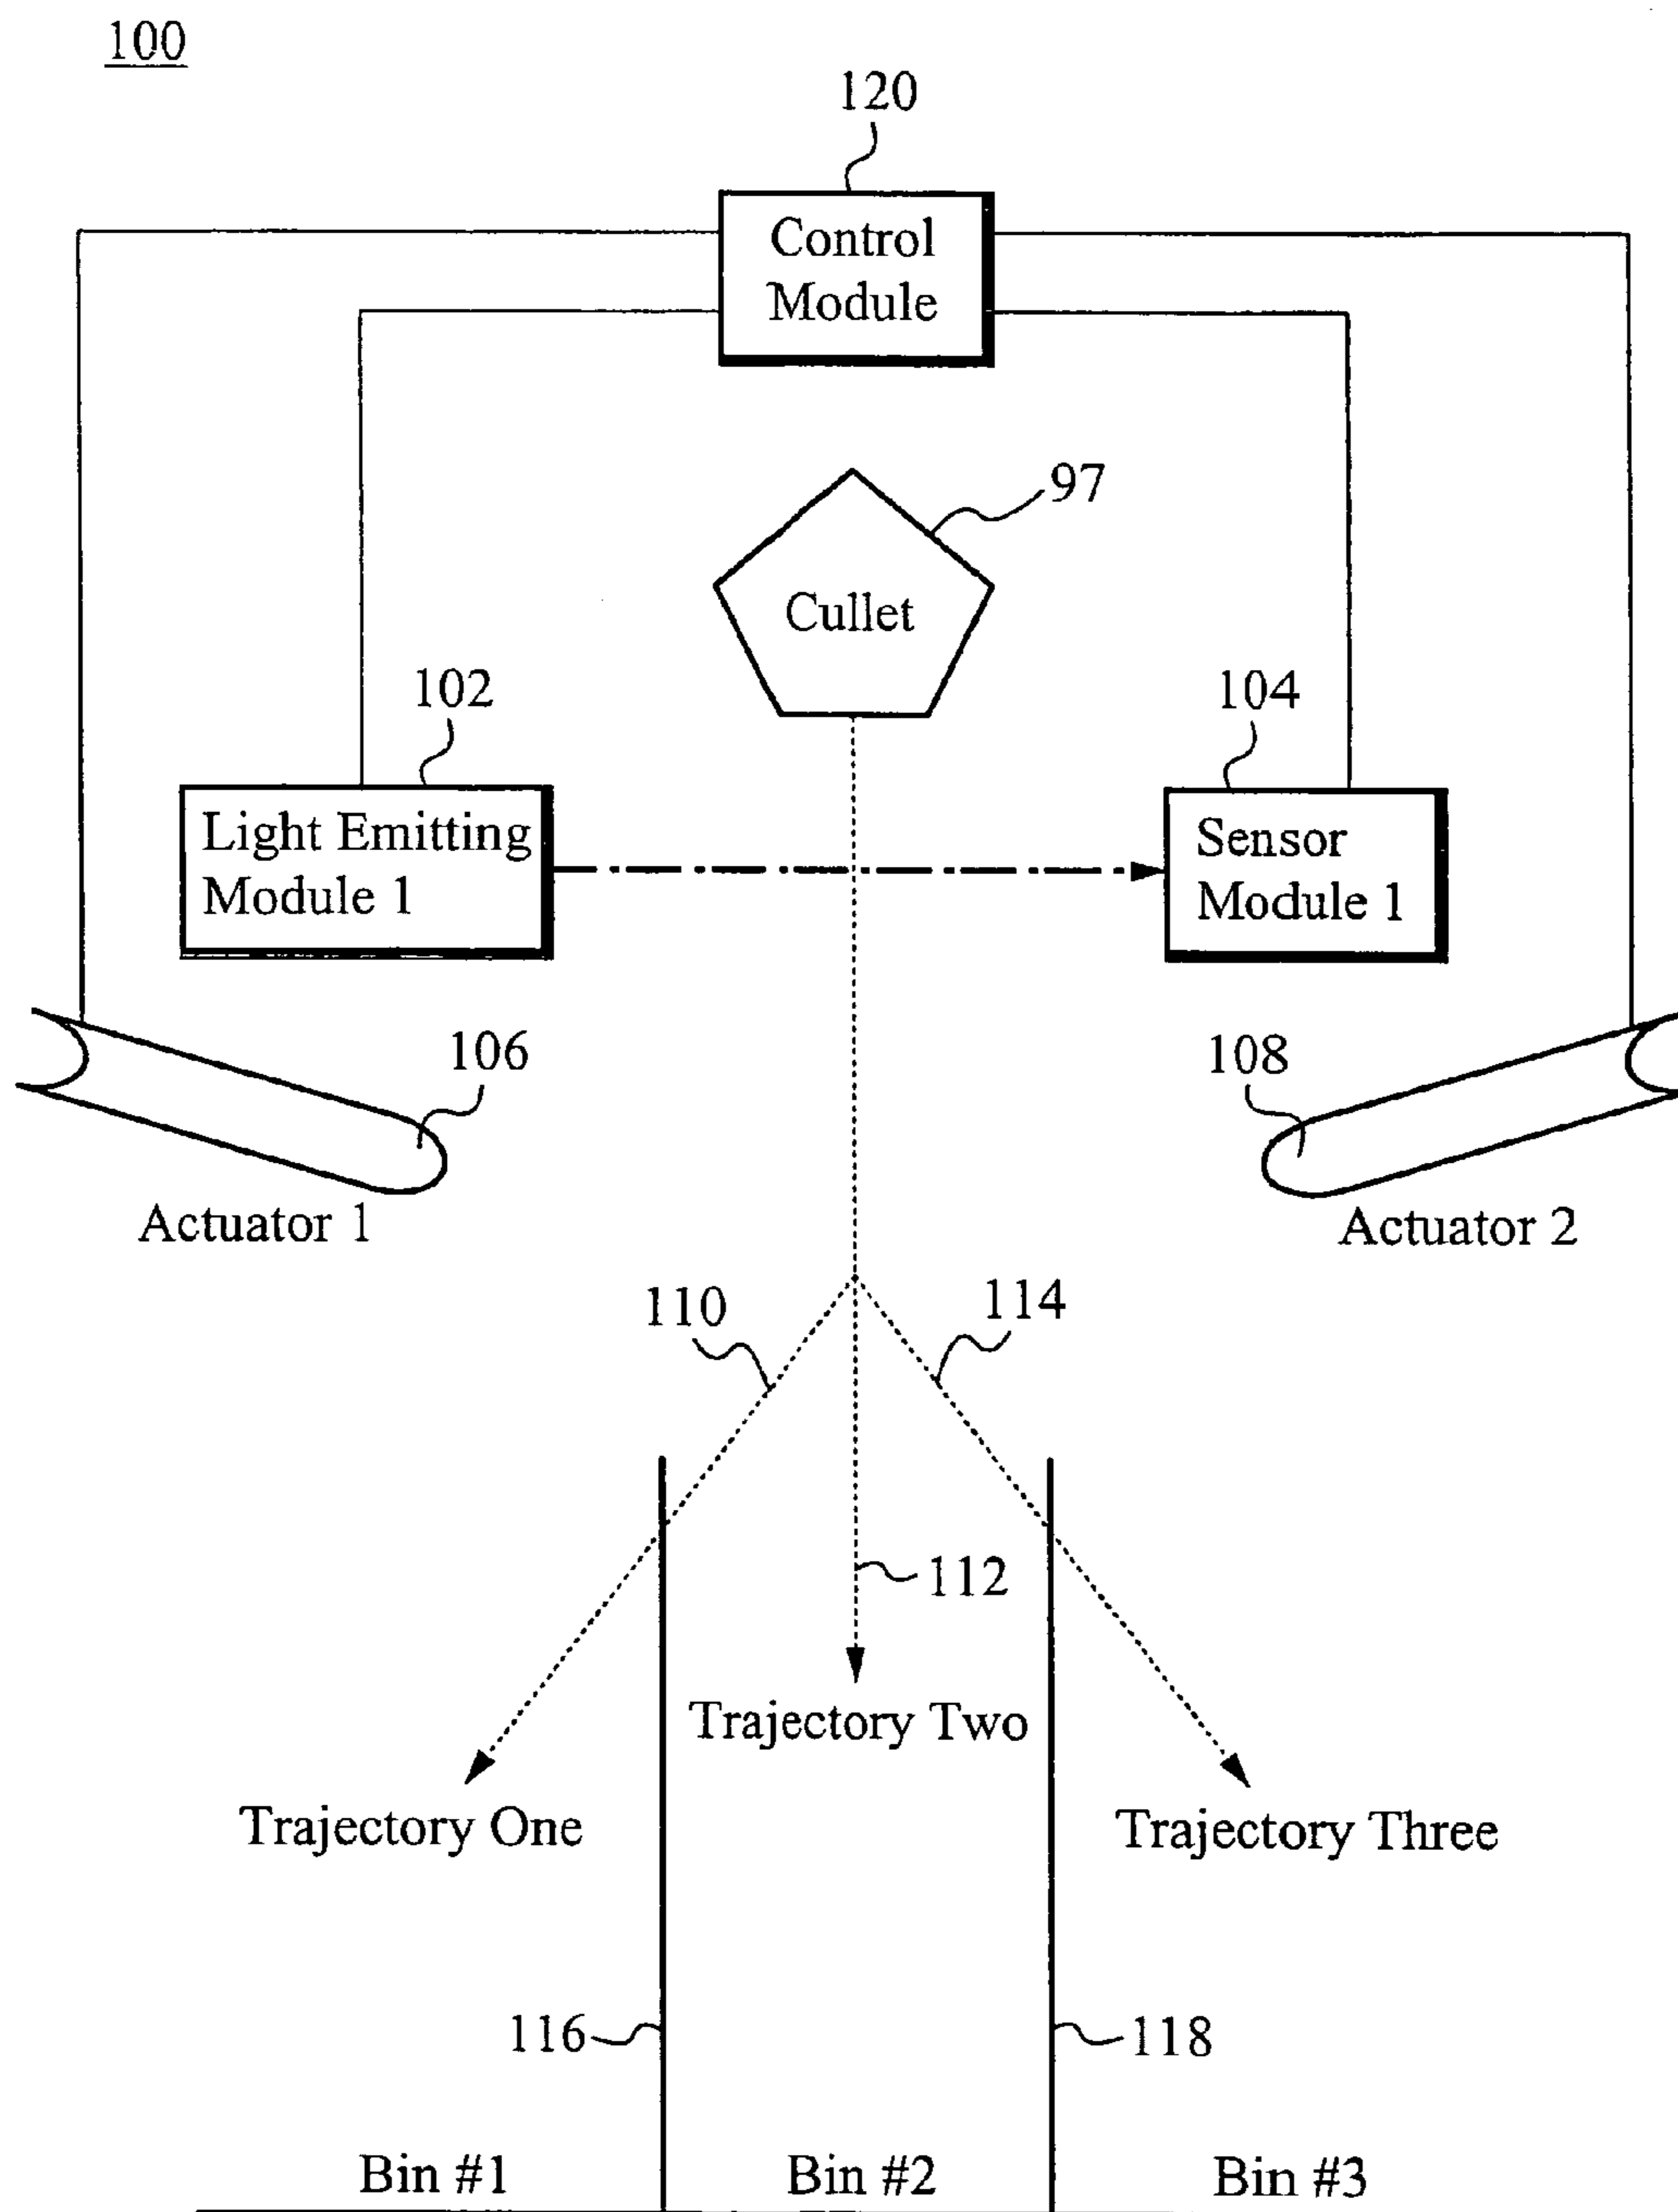 100
120
Control
Module
97
Cullet
102
104
Light Emitting
Module 1
Sensor
Module 1
106
108
Actuator 1
Actuator 2
110
114
112
Trajectory Two
Trajectory One
Trajectory Three
116
118
Bin #1
Bin #2
Bin #3